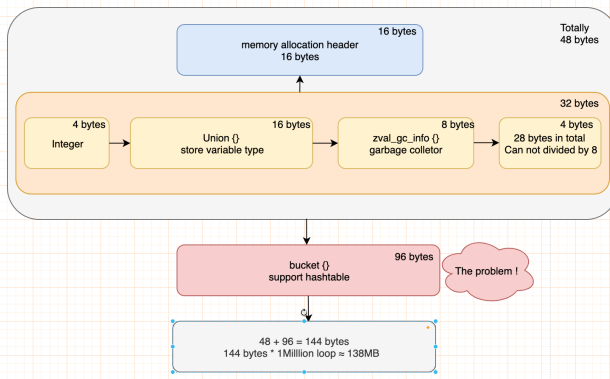 16 bytes
memory allocation header
16 bytes
Totally
48 bytes
32 bytes
4 bytes
Integer
16 bytes
Union {}
store variable type
8 bytes
zval_gc_info {}
garbage colletor
4 bytes
28 bytes in total
Can not divided by 8
96 bytes
bucket {}
support hashtable
The problem !
48 + 96 = 144 bytes
144 bytes * 1Milllion loop ≈ 138MB